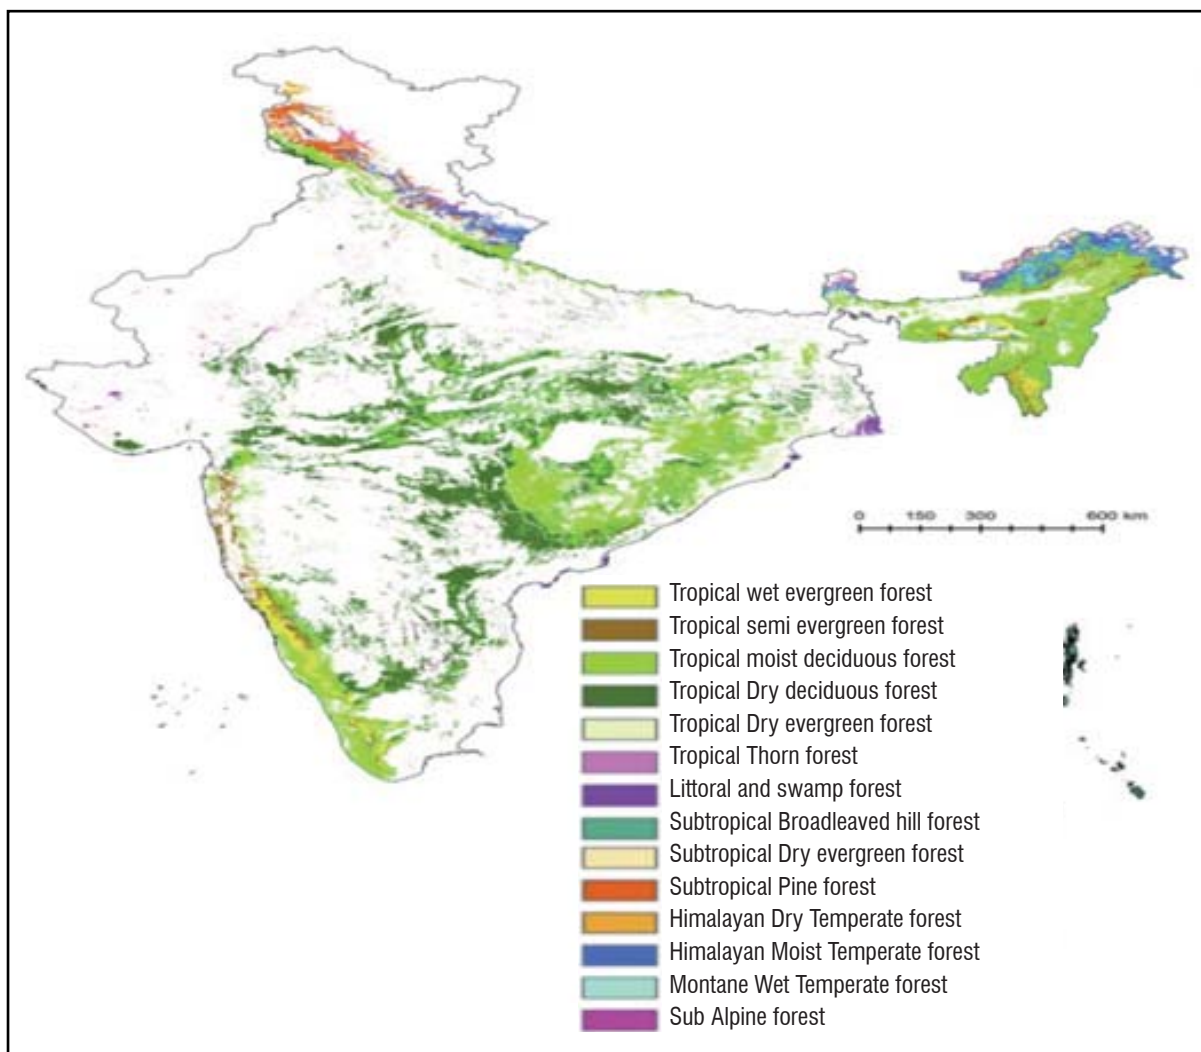 0 150 300 600 km
Tropical wet evergreen forest
Tropical semi evergreen forest
Tropical moist deciduous forest
Tropical Dry deciduous forest
Tropical Dry evergreen forest
Tropical Thorn forest
Littoral and swamp forest
Subtropical Broadleaved hill forest
Subtropical Dry evergreen forest
Subtropical Pine forest
Himalayan Dry Temperate forest
Himalayan Moist Temperate forest
Montane Wet Temperate forest
Sub Alpine forest